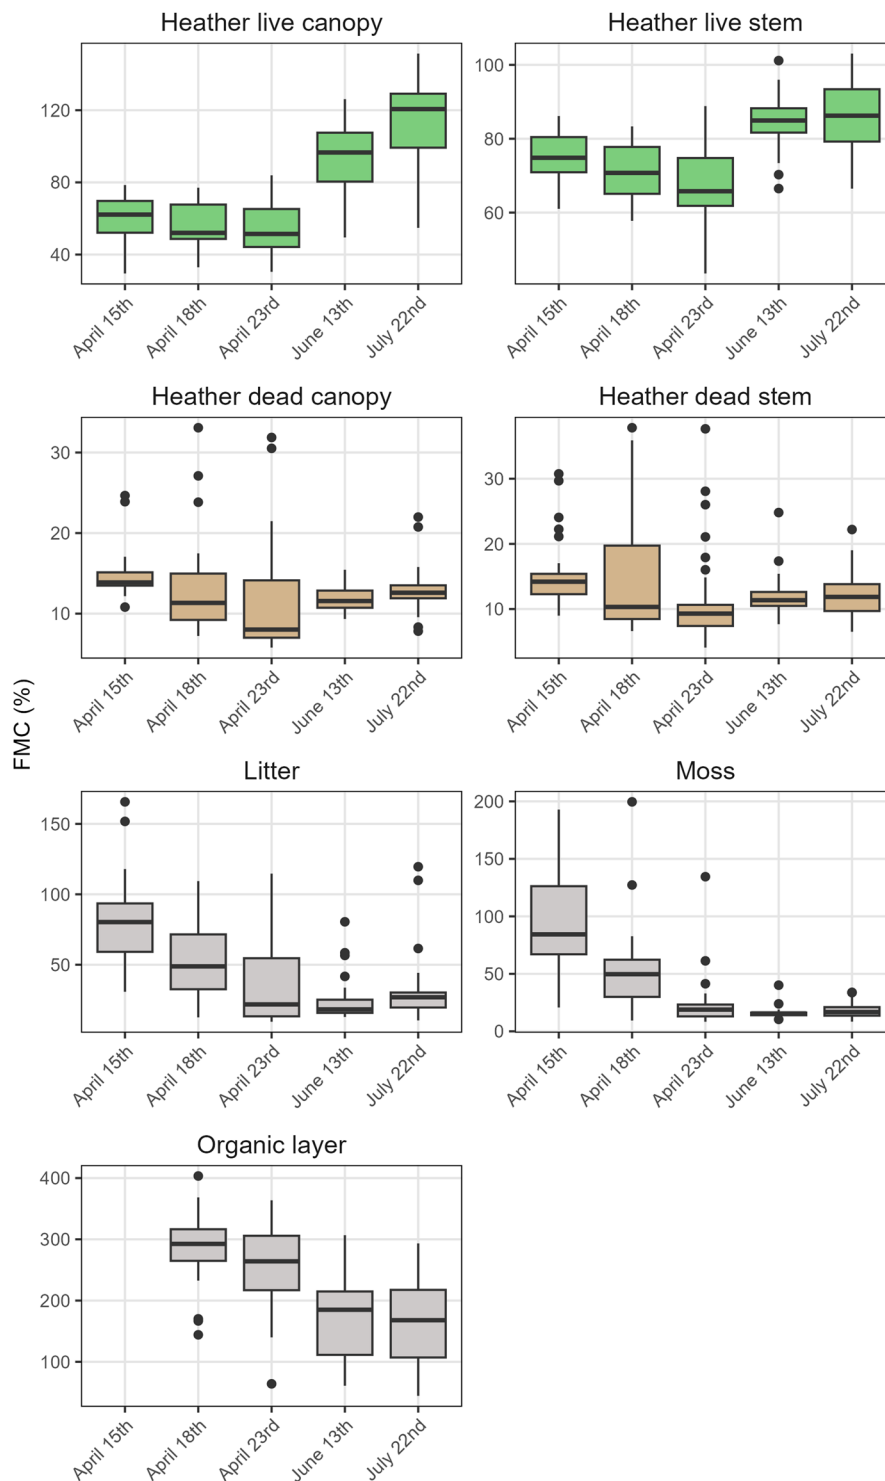 Heather live canopy
120
80
40
April 15th
April 18th
April 23rd
June 13th
July 22nd
Heather live stem
100
80
60
April 15th
April 18th
April 23rd
June 13th
July 22nd
Heather dead canopy
30
20
10
April 15th
April 18th
April 23rd
June 13th
July 22nd
Heather dead stem
30
20
10
April 15th
April 18th
April 23rd
June 13th
July 22nd
FMC (%)
Litter
150
100
50
April 15th
April 18th
April 23rd
June 13th
July 22nd
Moss
200
150
100
50
0
April 15th
April 18th
April 23rd
June 13th
July 22nd
Organic layer
400
300
200
100
April 15th
April 18th
April 23rd
June 13th
July 22nd